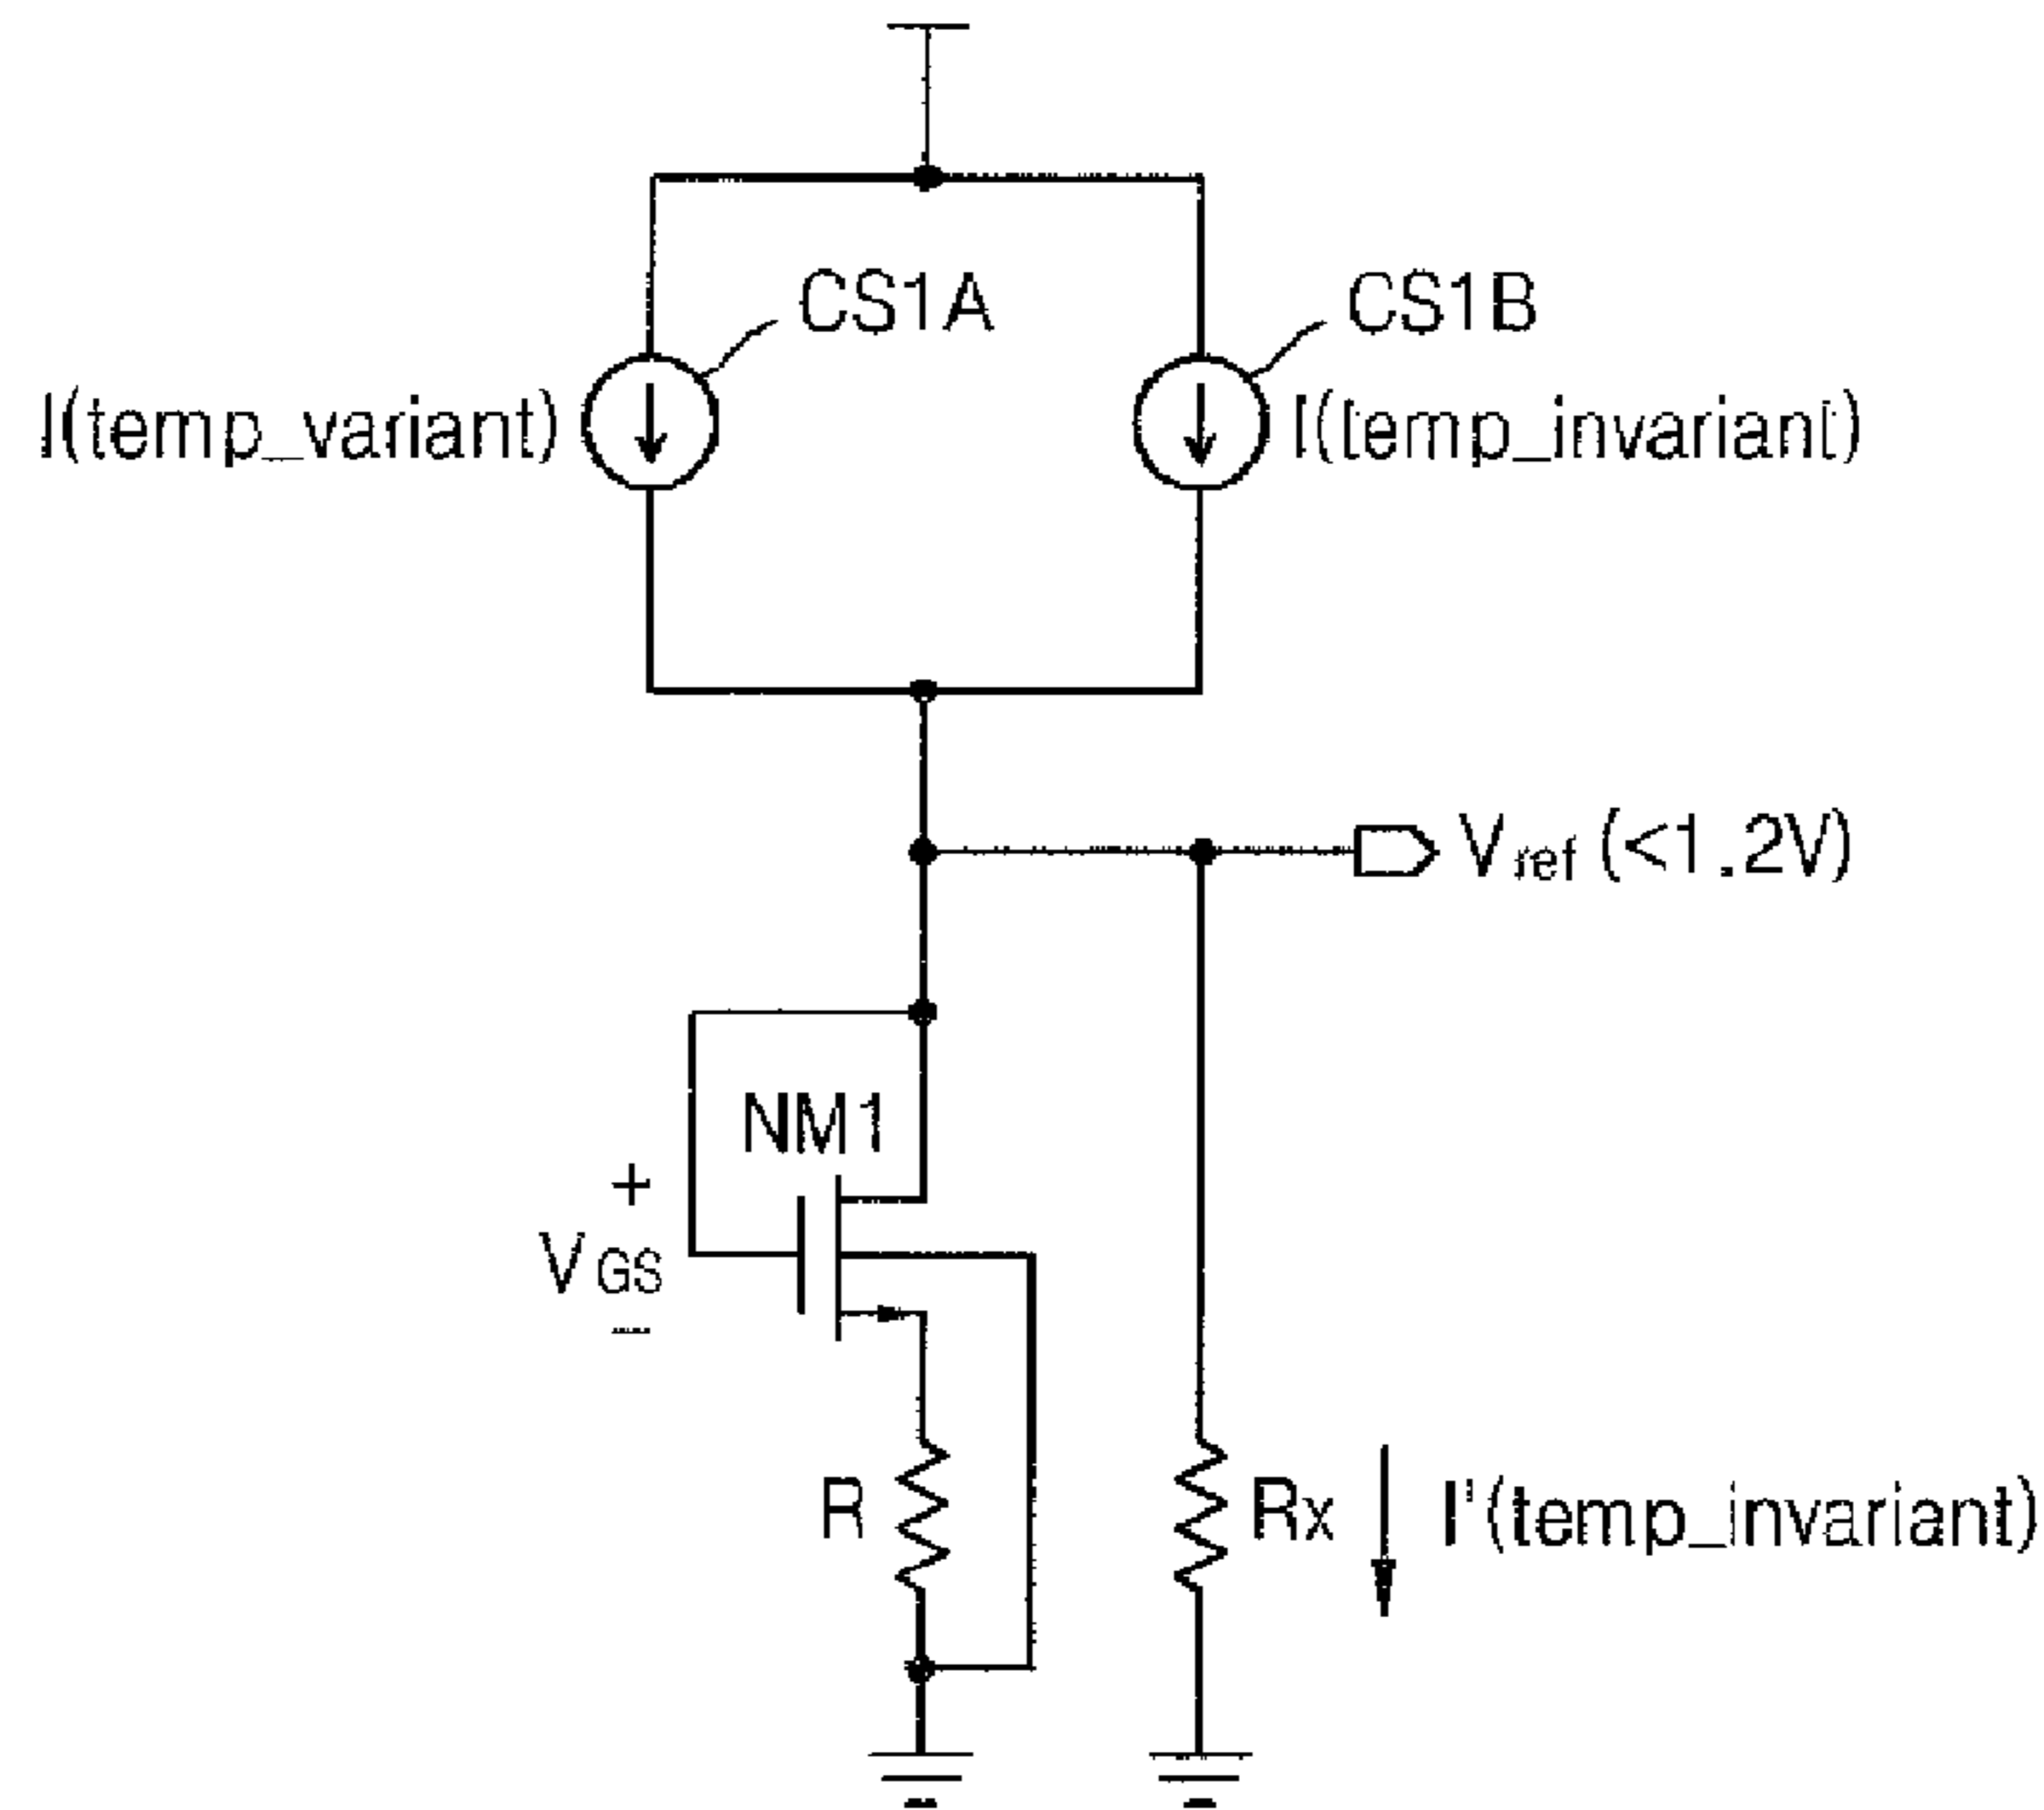 CS1A
CS1B
I(temp_variant)
I(temp_invariant)
Vref (<1.2V)
NM1
+
VGS
−
R
Rx
I'(temp_invariant)